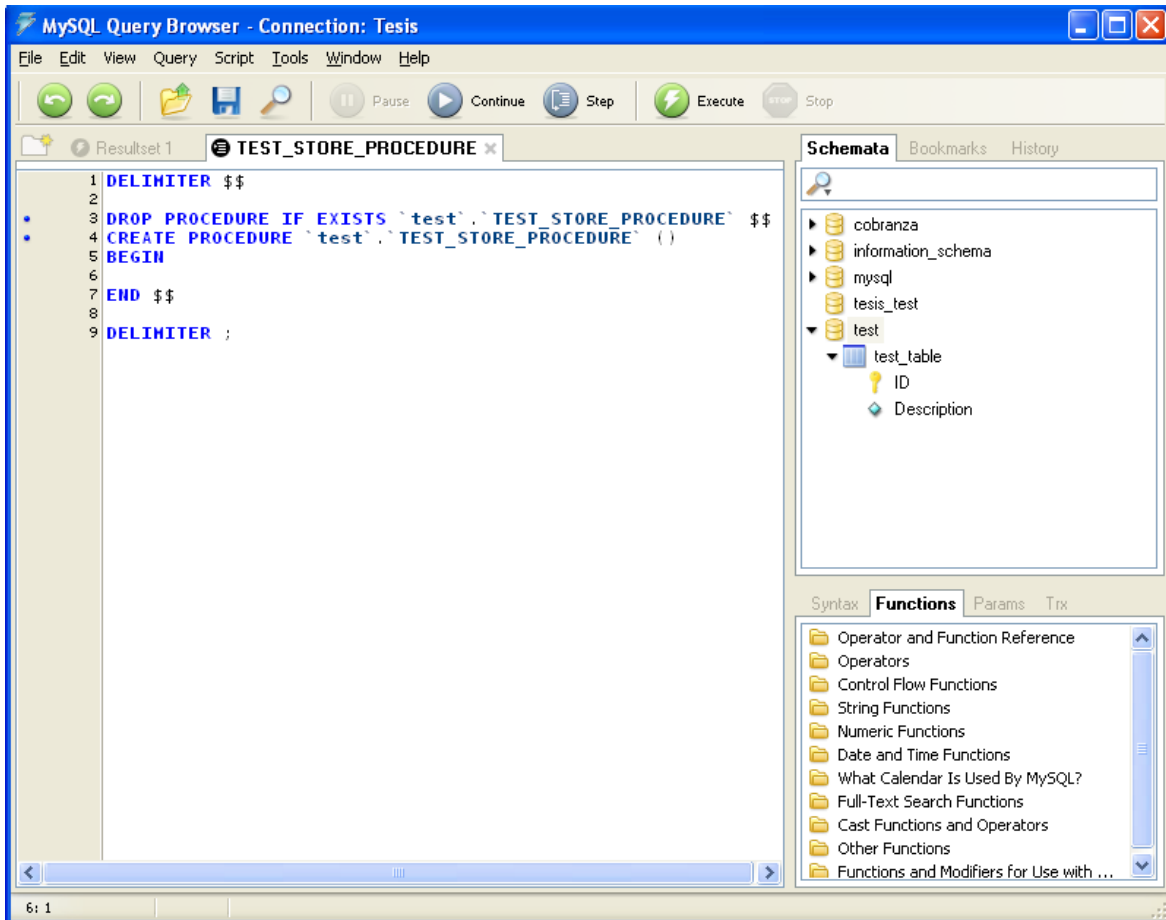 MySQL Query Browser - Connection: Tesis
File Edit View Query Script Tools Window Help
Pause Continue Step Execute STOP Stop
Resultset 1 TEST_STORE_PROCEDURE
1 DELIMITER $$
2
3 DROP PROCEDURE IF EXISTS `test`.`TEST_STORE_PROCEDURE` $$
4 CREATE PROCEDURE `test`.`TEST_STORE_PROCEDURE` ()
5 BEGIN
6
7 END $$
8
9 DELIMITER ;
Schemata Bookmarks History
cobranza
information_schema
mysql
tesis_test
test
test_table
ID
Description
Syntax Functions Params Trx
Operator and Function Reference
Operators
Control Flow Functions
String Functions
Numeric Functions
Date and Time Functions
What Calendar Is Used By MySQL?
Full-Text Search Functions
Cast Functions and Operators
Other Functions
Functions and Modifiers for Use with ...
6: 1